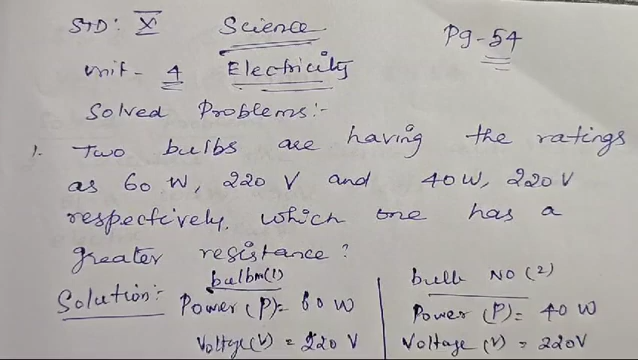 STD: X Science Pg-54
Unit - 4 Electricity
Solved Problems:-
1. Two bulbs are having the ratings
as 60 W, 220 V and 40 W, 220 V
respectively. Which one has a
greater resistance?
Solution:- bulb no(1) bulb NO (2)
Power (P) = 60 W Power (P) = 40 W
Voltage(V) = 220 V Voltage (V) = 220V